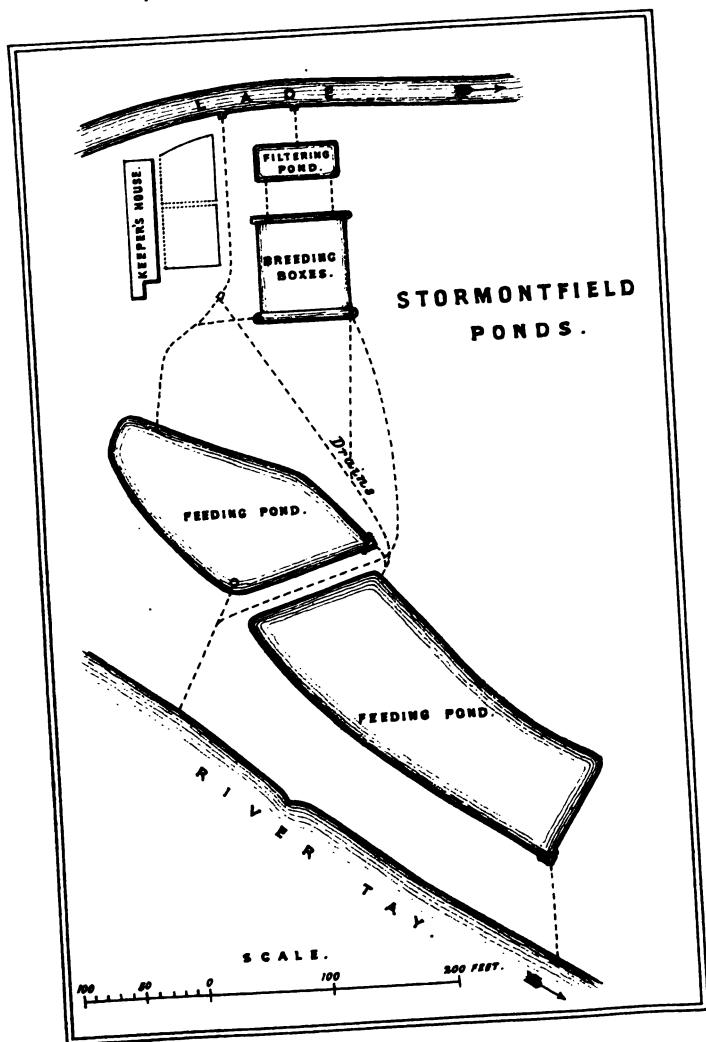 LADE
FILTERING
POND.
KEEPER'S HOUSE.
BREEDING
BOXES.
STORMONTFIELD
PONDS.
Drains
FEEDING POND.
FEEDING POND.
RIVER TAY.
SCALE.
100 50 0 100 200 FEET.